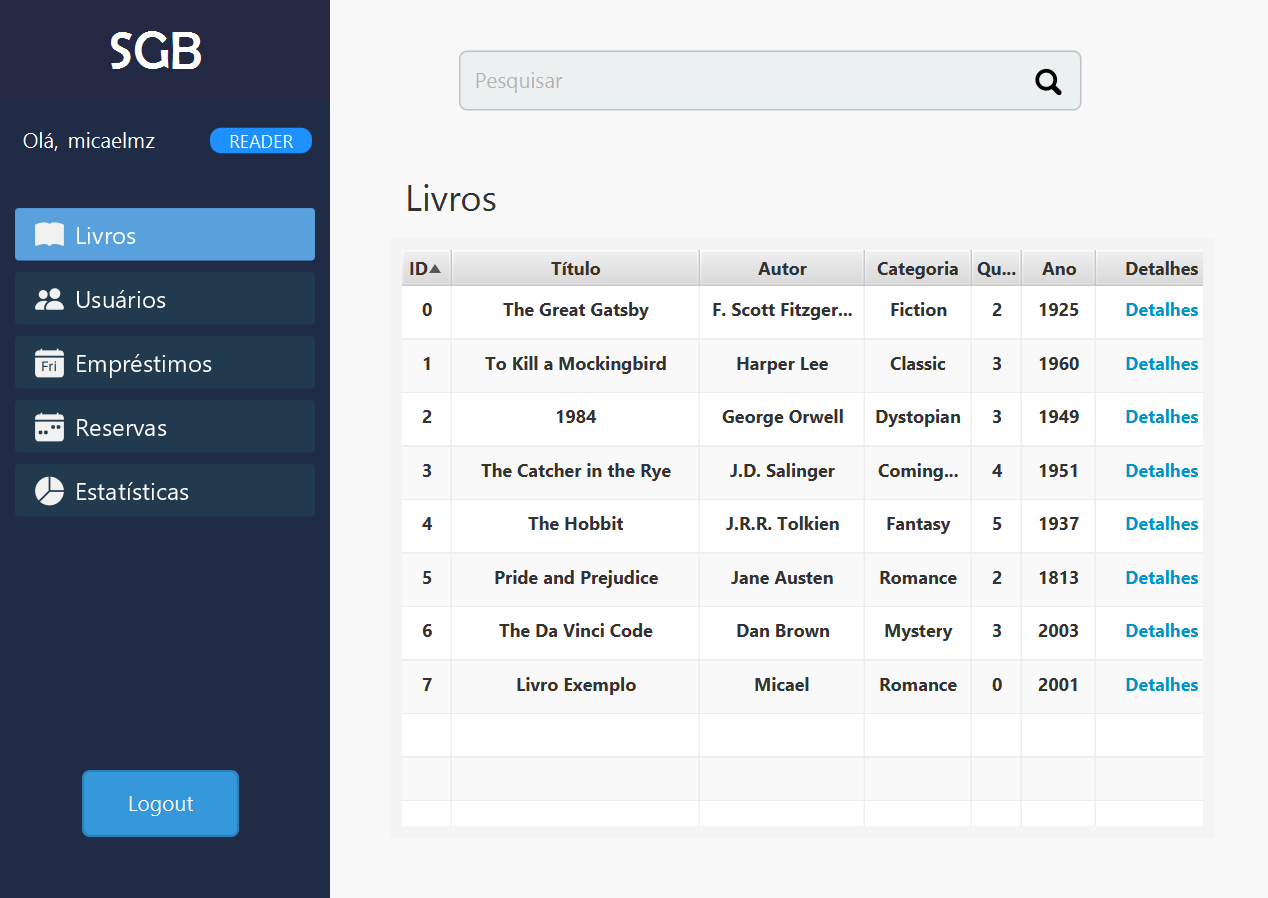 SGB
Olá, micaelmz READER
Livros
Usuários
Fri Empréstimos
Reservas
Estatísticas
Logout
Pesquisar
Livros
ID Título Autor Categoria Qu... Ano Detalhes
0 The Great Gatsby F. Scott Fitzger... Fiction 2 1925 Detalhes
1 To Kill a Mockingbird Harper Lee Classic 3 1960 Detalhes
2 1984 George Orwell Dystopian 3 1949 Detalhes
3 The Catcher in the Rye J.D. Salinger Coming... 4 1951 Detalhes
4 The Hobbit J.R.R. Tolkien Fantasy 5 1937 Detalhes
5 Pride and Prejudice Jane Austen Romance 2 1813 Detalhes
6 The Da Vinci Code Dan Brown Mystery 3 2003 Detalhes
7 Livro Exemplo Micael Romance 0 2001 Detalhes